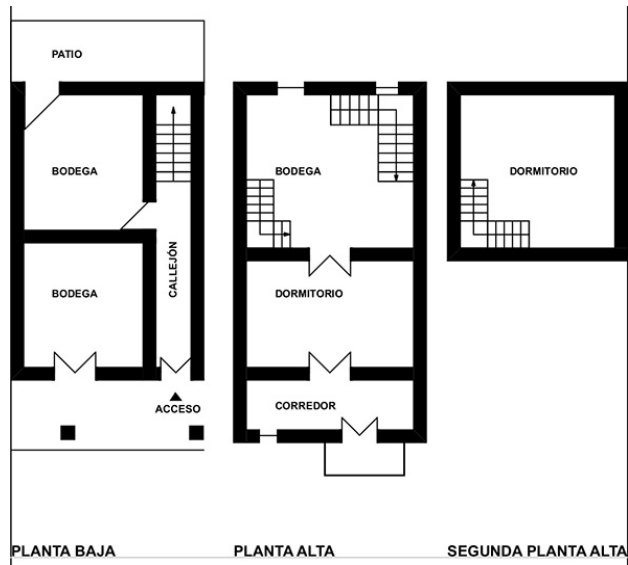 PATIO
BODEGA
BODEGA
CALLEJÓN
ACCESO
PLANTA BAJA
BODEGA
DORMITORIO
CORREDOR
PLANTA ALTA
DORMITORIO
SEGUNDA PLANTA ALTA